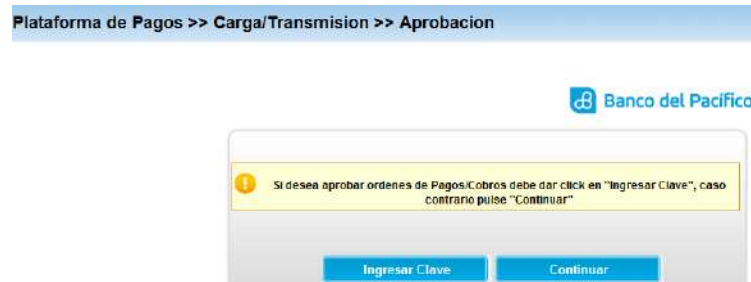 Plataforma de Pagos >> Carga/Transmision >> Aprobacion
Banco del Pacífico
Si desea aprobar ordenes de Pagos/Cobros debe dar click en "Ingresar Clave", caso
contrario pulse "Continuar"
Ingresar Clave
Continuar